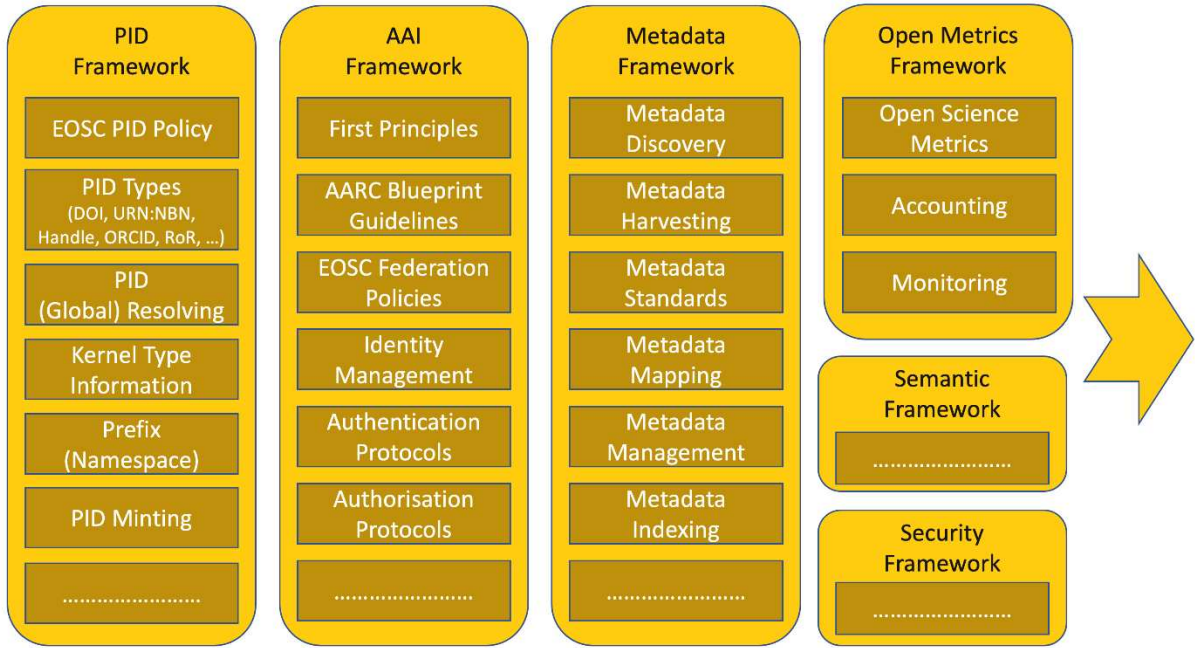 PID
Framework
EOSC PID Policy
PID Types
(DOI, URN:NBN,
Handle, ORCID, RoR, ...)
PID
(Global) Resolving
Kernel Type
Information
Prefix
(Namespace)
PID Minting
........................
AAI
Framework
First Principles
AARC Blueprint
Guidelines
EOSC Federation
Policies
Identity
Management
Authentication
Protocols
Authorisation
Protocols
........................
Metadata
Framework
Metadata
Discovery
Metadata
Harvesting
Metadata
Standards
Metadata
Mapping
Metadata
Management
Metadata
Indexing
........................
Open Metrics
Framework
Open Science
Metrics
Accounting
Monitoring
Semantic
Framework
........................
Security
Framework
........................